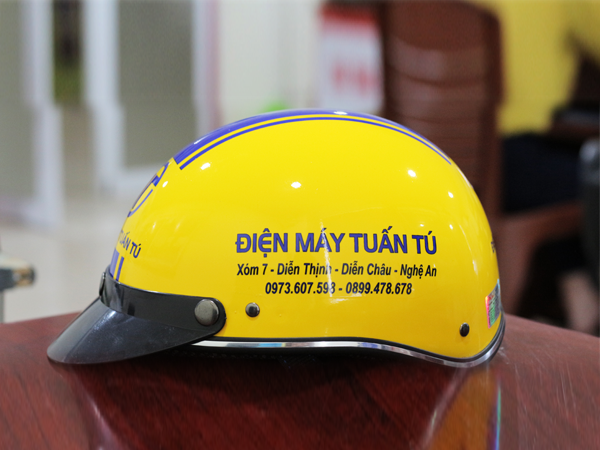 ĐIỆN MÁY TUẤN TÚ
Xóm 7 - Diễn Thịnh - Diễn Châu - Nghệ An
0973.607.593 - 0899.478.678
TUẤN TÚ